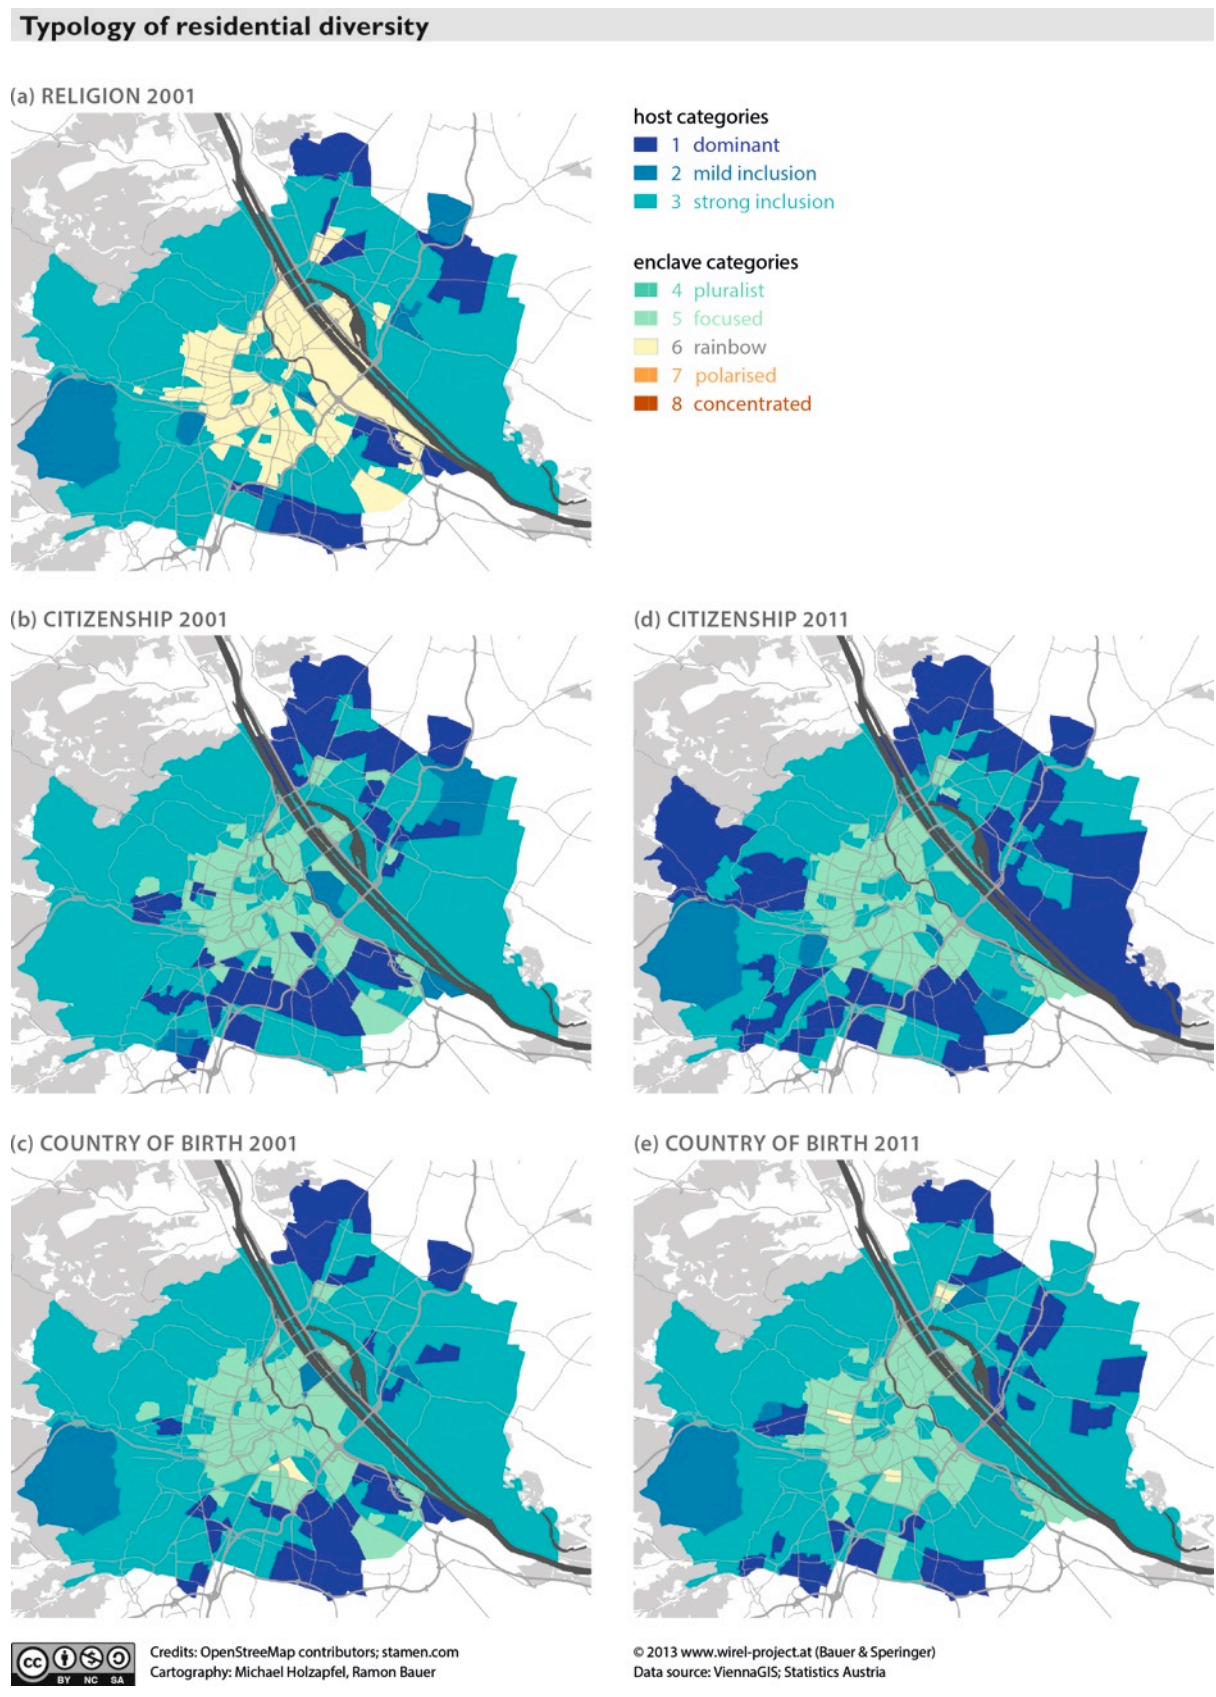 Typology of residential diversity
(a) RELIGION 2001
host categories
1 dominant
2 mild inclusion
3 strong inclusion
enclave categories
4 pluralist
5 focused
6 rainbow
7 polarised
8 concentrated
(b) CITIZENSHIP 2001
(d) CITIZENSHIP 2011
(c) COUNTRY OF BIRTH 2001
(e) COUNTRY OF BIRTH 2011
cc BY NC SA
Credits: OpenStreetMap contributors; stamen.com
Cartography: Michael Holzapfel, Ramon Bauer
© 2013 www.wirel-project.at (Bauer & Speringer)
Data source: ViennaGIS; Statistics Austria